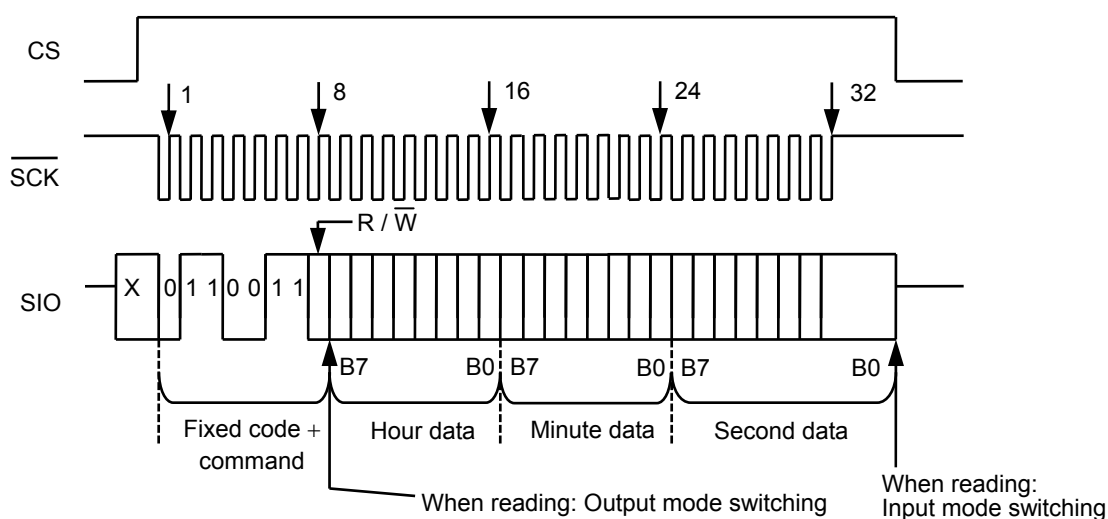 CS
1
8
16
24
32
SCK
R / W
SIO
X
0
1
1
0
0
1
1
B7
B0
B7
B0
B7
B0
Fixed code +
command
Hour data
Minute data
Second data
When reading: Output mode switching
When reading:
Input mode switching